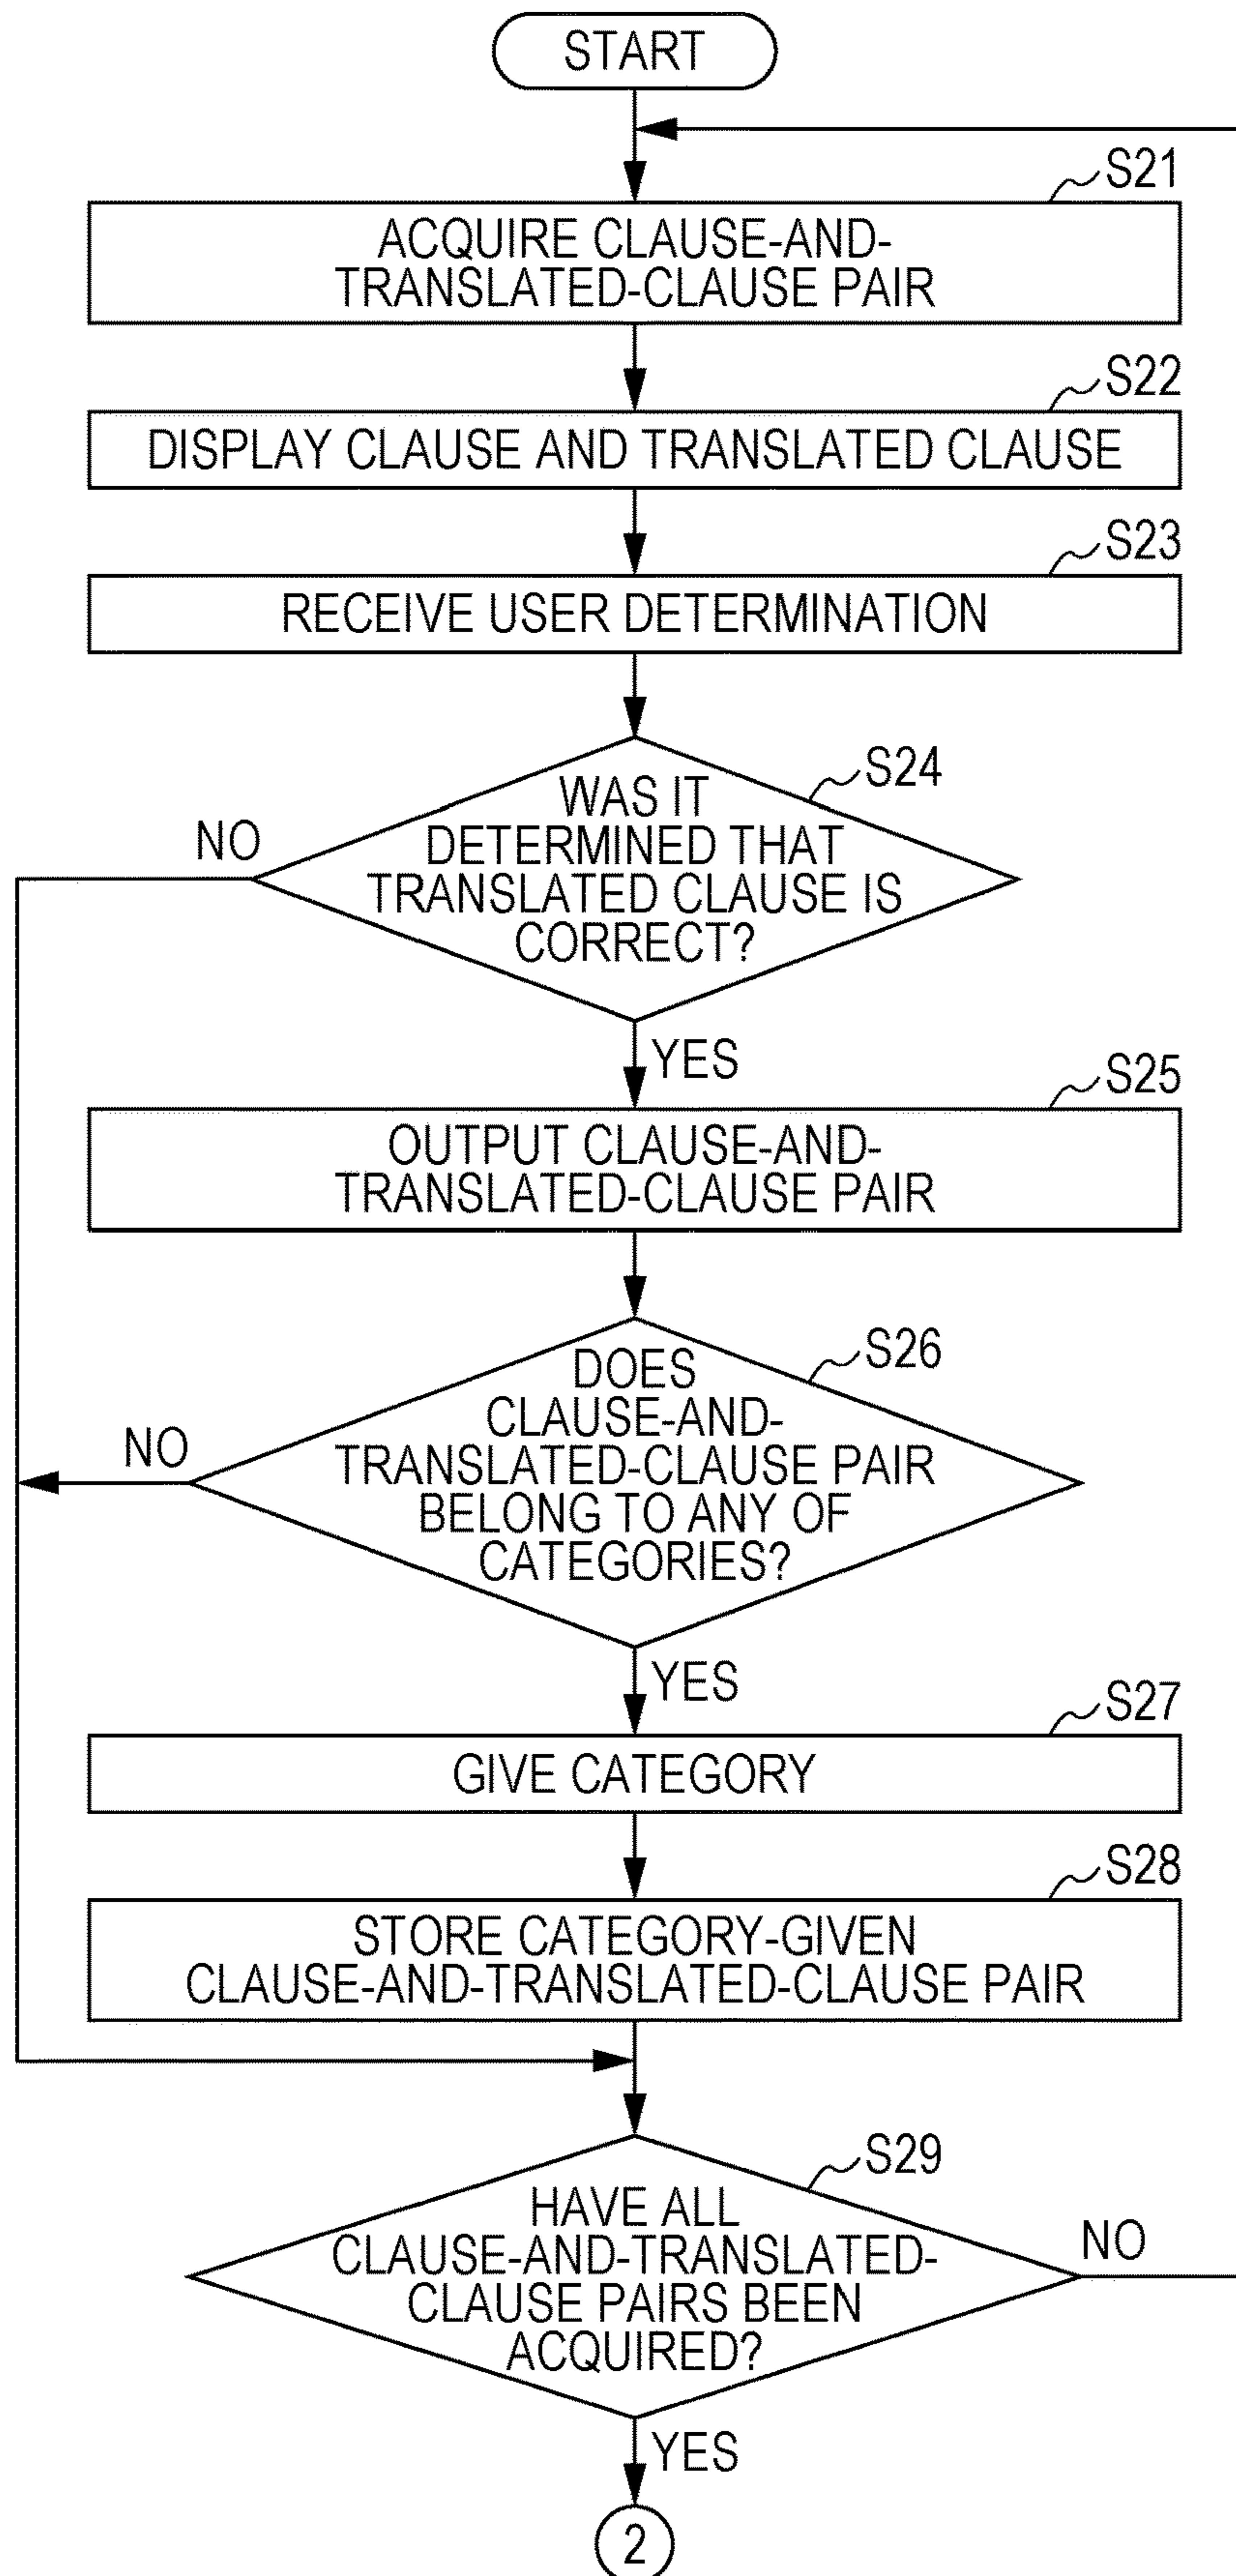 START
S21
ACQUIRE CLAUSE-AND-
TRANSLATED-CLAUSE PAIR
S22
DISPLAY CLAUSE AND TRANSLATED CLAUSE
S23
RECEIVE USER DETERMINATION
S24
WAS IT
DETERMINED THAT
TRANSLATED CLAUSE IS
CORRECT?
NO
YES
S25
OUTPUT CLAUSE-AND-
TRANSLATED-CLAUSE PAIR
S26
DOES
CLAUSE-AND-
TRANSLATED-CLAUSE PAIR
BELONG TO ANY OF
CATEGORIES?
NO
YES
S27
GIVE CATEGORY
S28
STORE CATEGORY-GIVEN
CLAUSE-AND-TRANSLATED-CLAUSE PAIR
S29
HAVE ALL
CLAUSE-AND-TRANSLATED-
CLAUSE PAIRS BEEN
ACQUIRED?
NO
YES
2